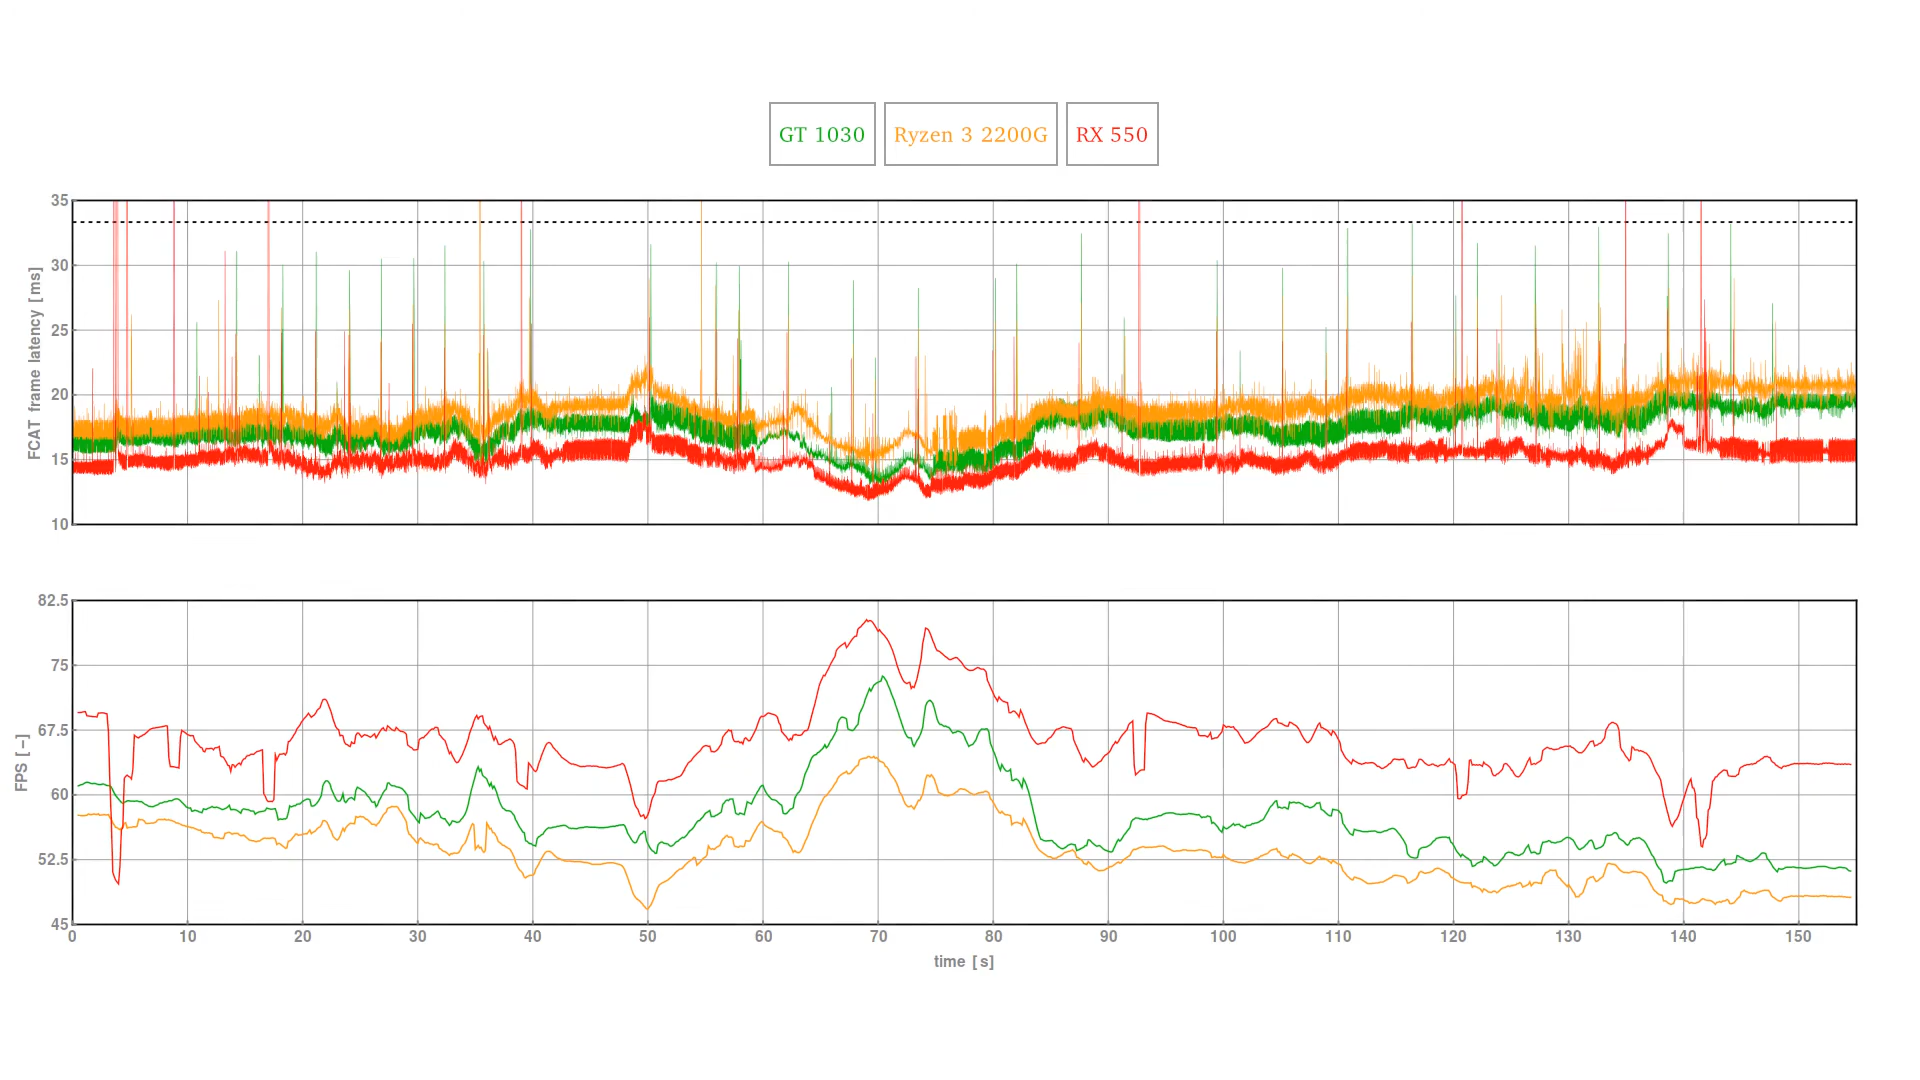 GT 1030
Ryzen 3 2200G
RX 550
FCAT frame latency [ms]
35
30
25
20
15
10
FPS [-]
82.5
75
67.5
60
52.5
45
0 10 20 30 40 50 60 70 80 90 100 110 120 130 140 150
time [s]